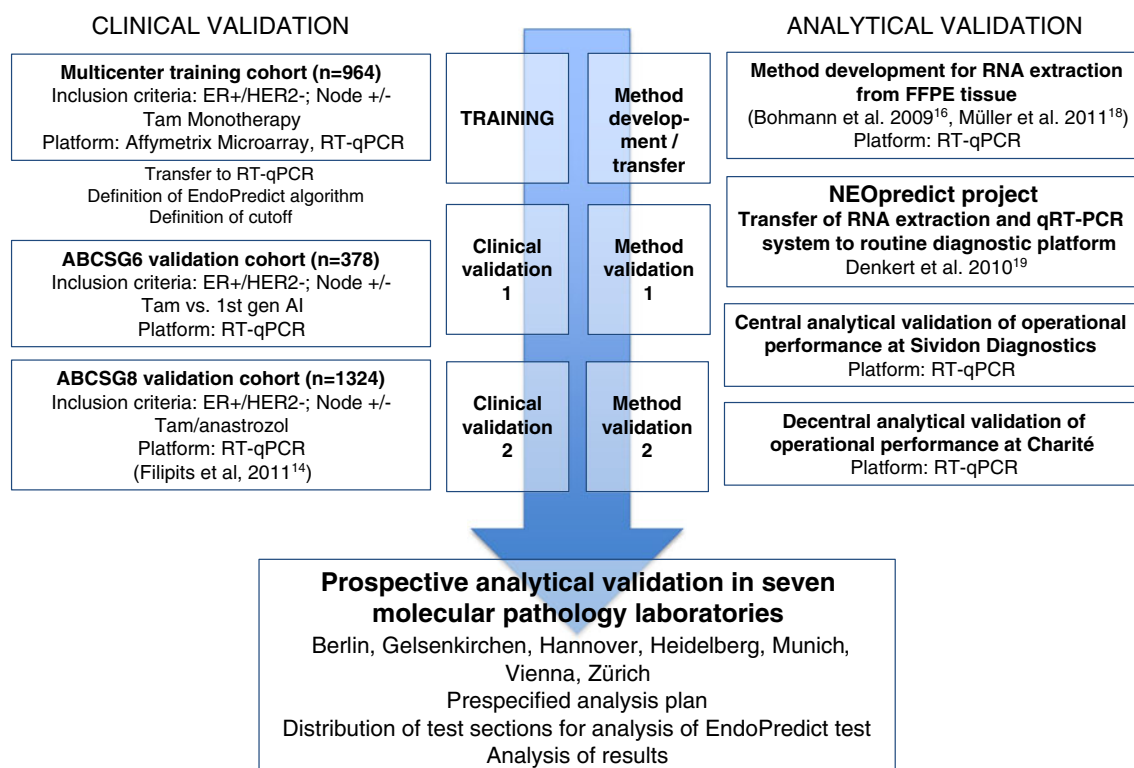 CLINICAL VALIDATION
Multicenter training cohort (n=964)
Inclusion criteria: ER+/HER2-; Node +/-
Tam Monotherapy
Platform: Affymetrix Microarray, RT-qPCR
Transfer to RT-qPCR
Definition of EndoPredict algorithm
Definition of cutoff
ABCSG6 validation cohort (n=378)
Inclusion criteria: ER+/HER2-; Node +/-
Tam vs. 1st gen AI
Platform: RT-qPCR
ABCSG8 validation cohort (n=1324)
Inclusion criteria: ER+/HER2-; Node +/-
Tam/anastrozol
Platform: RT-qPCR
(Filipits et al, 2011¹⁴)
TRAINING
Clinical
validation
1
Clinical
validation
2
Method
develop-
ment /
transfer
Method
validation
1
Method
validation
2
ANALYTICAL VALIDATION
Method development for RNA extraction
from FFPE tissue
(Bohmann et al. 2009¹⁶, Müller et al. 2011¹⁸)
Platform: RT-qPCR
NEOpredict project
Transfer of RNA extraction and qRT-PCR
system to routine diagnostic platform
Denkert et al. 2010¹⁹
Central analytical validation of operational
performance at Sividon Diagnostics
Platform: RT-qPCR
Decentral analytical validation of
operational performance at Charité
Platform: RT-qPCR
Prospective analytical validation in seven
molecular pathology laboratories
Berlin, Gelsenkirchen, Hannover, Heidelberg, Munich,
Vienna, Zürich
Prespecified analysis plan
Distribution of test sections for analysis of EndoPredict test
Analysis of results